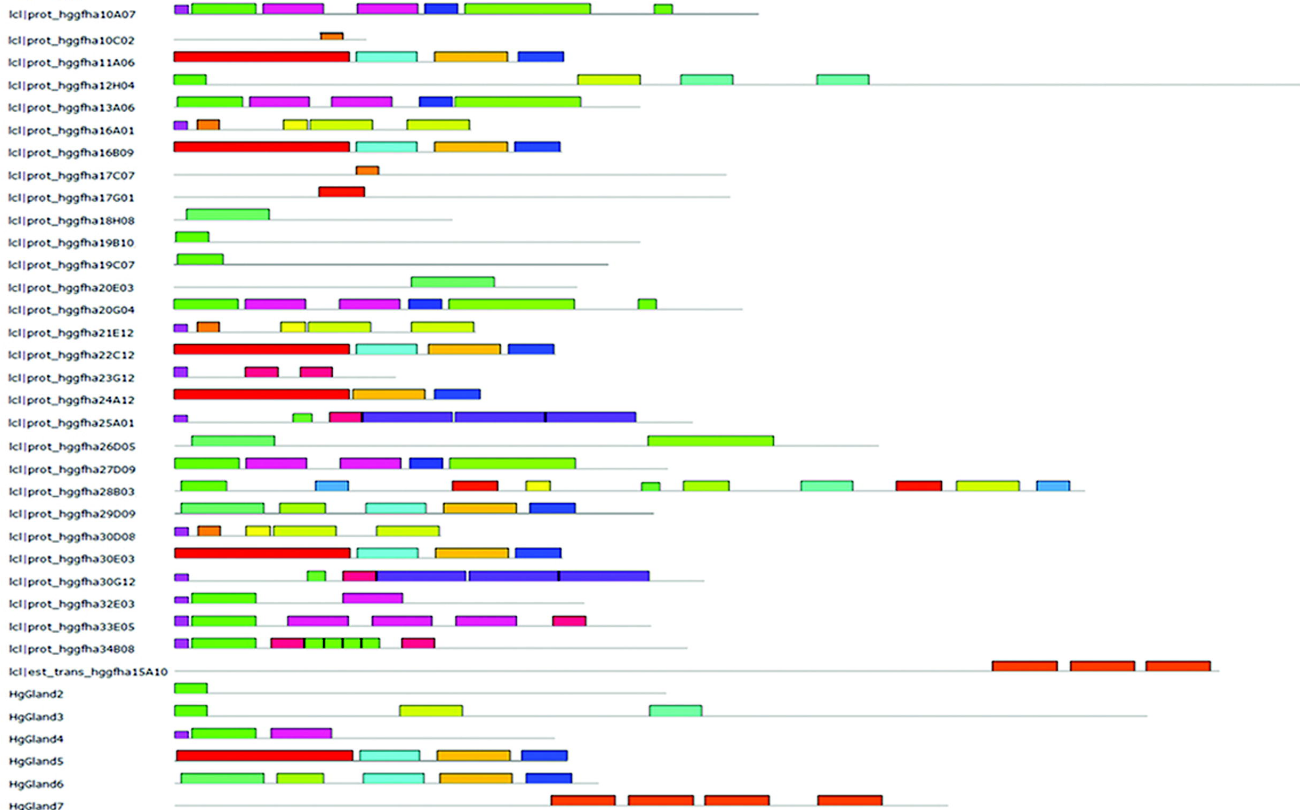 lcl|prot_hggfha10A07
lcl|prot_hggfha10C02
lcl|prot_hggfha11A06
lcl|prot_hggfha12H04
lcl|prot_hggfha13A06
lcl|prot_hggfha16A01
lcl|prot_hggfha16B09
lcl|prot_hggfha17C07
lcl|prot_hggfha17G01
lcl|prot_hggfha18H08
lcl|prot_hggfha19B10
lcl|prot_hggfha19C07
lcl|prot_hggfha20E03
lcl|prot_hggfha20G04
lcl|prot_hggfha21E12
lcl|prot_hggfha22C12
lcl|prot_hggfha23G12
lcl|prot_hggfha24A12
lcl|prot_hggfha25A01
lcl|prot_hggfha26D05
lcl|prot_hggfha27D09
lcl|prot_hggfha28B03
lcl|prot_hggfha29D09
lcl|prot_hggfha30D08
lcl|prot_hggfha30E03
lcl|prot_hggfha30G12
lcl|prot_hggfha32E03
lcl|prot_hggfha33E05
lcl|prot_hggfha34B08
lcl|est_trans_hggfha15A10
HgGland2
HgGland3
HgGland4
HgGland5
HgGland6
HgGland7